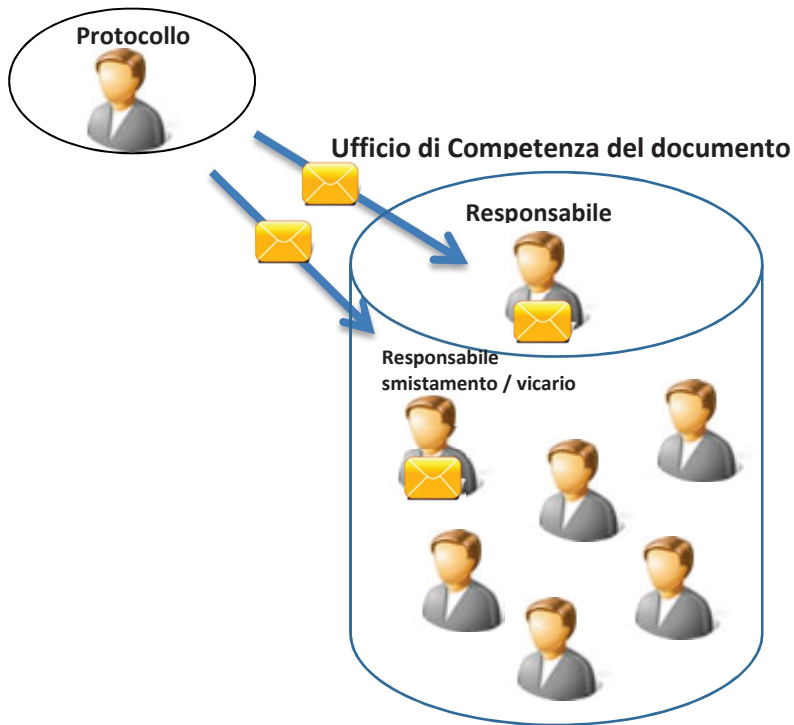 Protocollo
Ufficio di Competenza del documento
Responsabile
Responsabile
smistamento / vicario